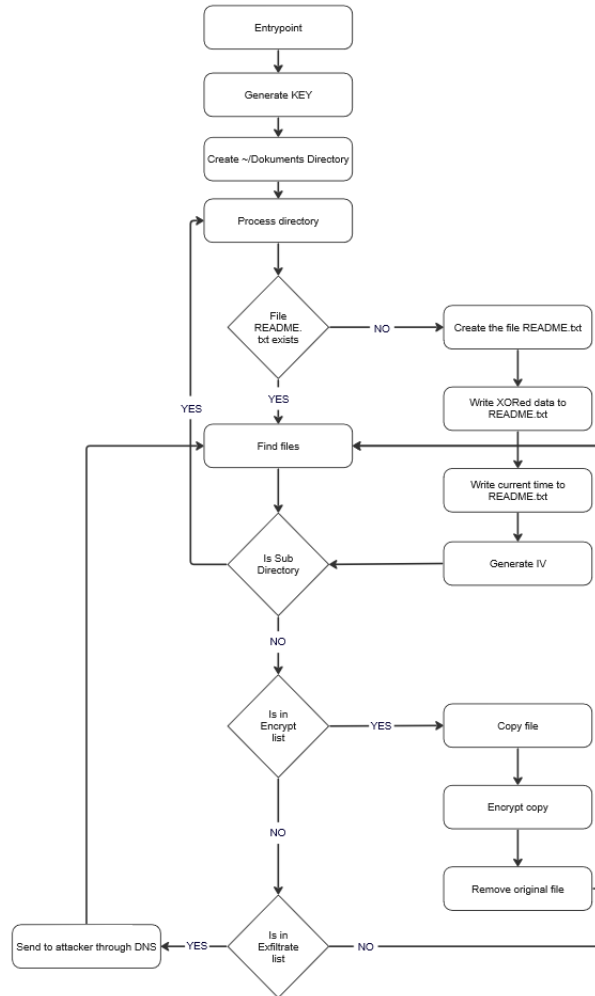 Entrypoint
Generate KEY
Create ~/Dokuments Directory
Process directory
File
README.
txt exists
NO
Create the file README.txt
YES
YES
Write XORed data to
README.txt
Find files
Write current time to
README.txt
Is Sub
Directory
Generate IV
NO
Is in
Encrypt
list
YES
Copy file
Encrypt copy
NO
Remove original file
Is in
Exfiltrate
list
YES
Send to attacker through DNS
NO